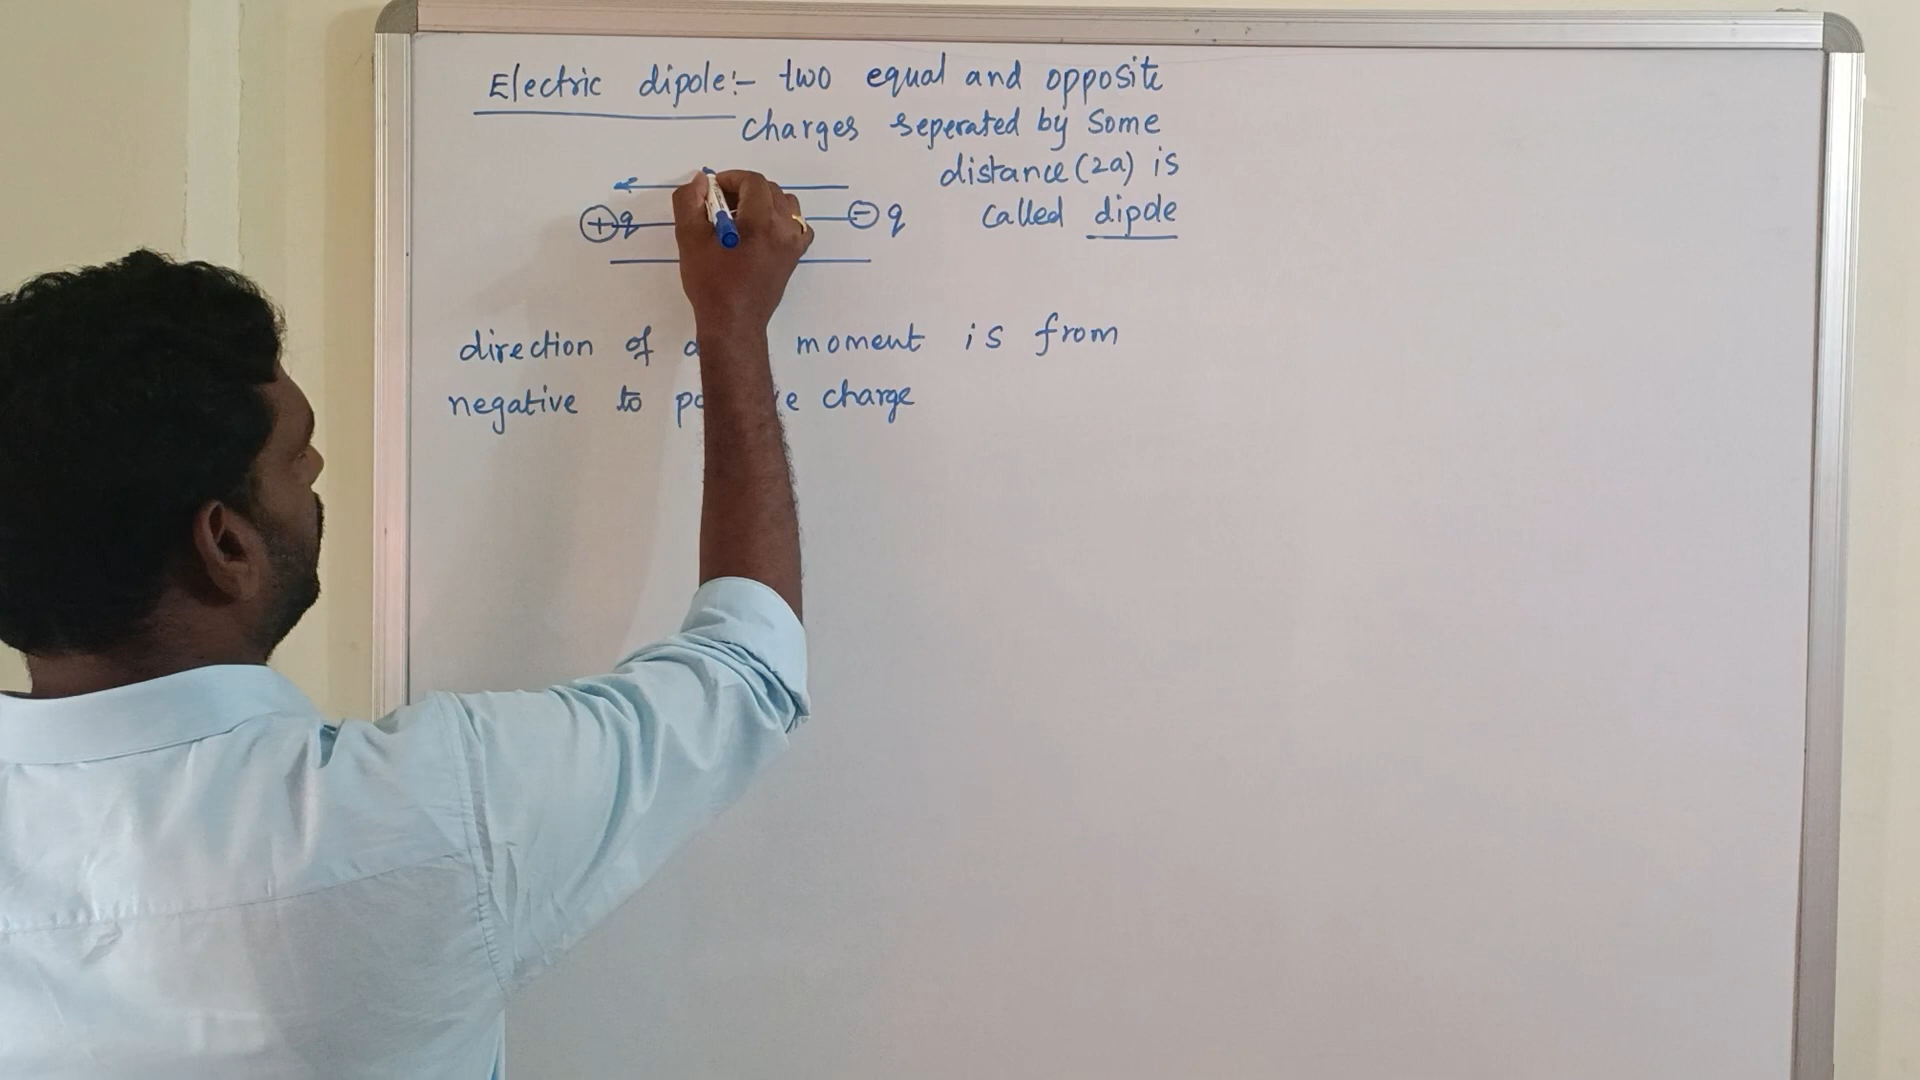 Electric dipole:- two equal and opposite
charges seperated by some
distance (2a) is
called dipole
+ q - q
direction of moment is from
negative to charge